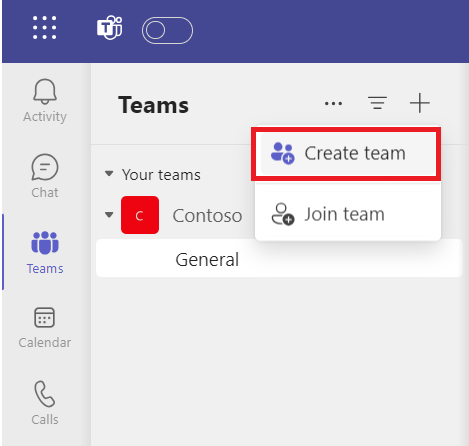 T
Activity
Chat
Teams
Calendar
Calls
Teams
Create team
Join team
Your teams
C
Contoso
General